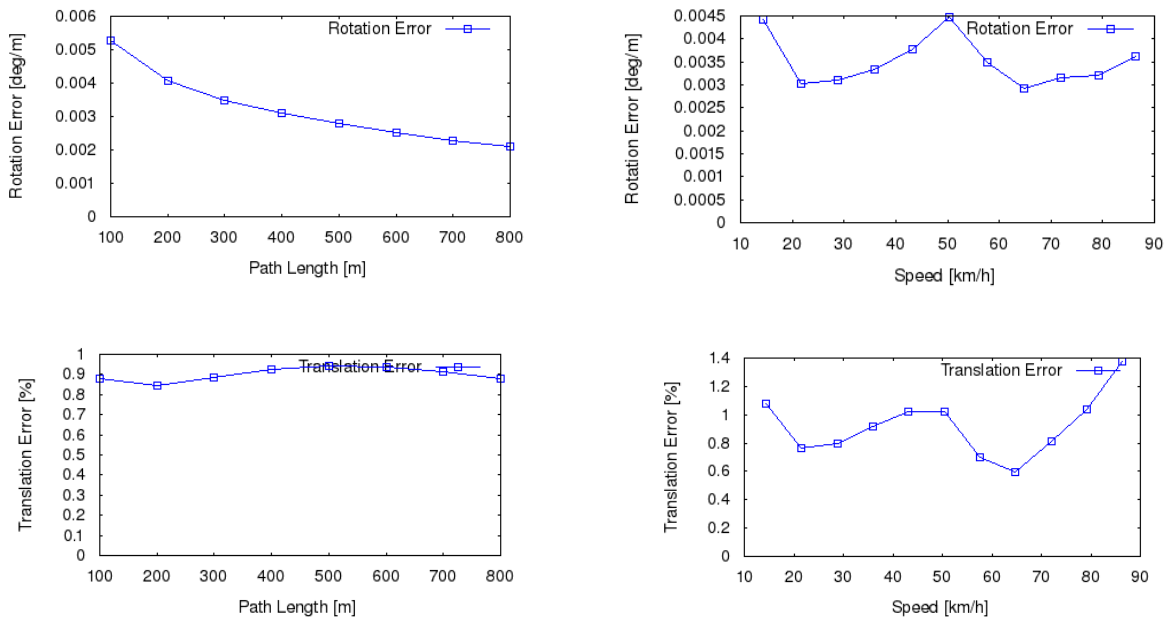 0.006
0.005
0.004
0.003
0.002
0.001
0
Rotation Error [deg/m]
Rotation Error
100 200 300 400 500 600 700 800
Path Length [m]
0.0045
0.004
0.0035
0.003
0.0025
0.002
0.0015
0.001
0.0005
0
Rotation Error [deg/m]
Rotation Error
10 20 30 40 50 60 70 80 90
Speed [km/h]
1
0.9
0.8
0.7
0.6
0.5
0.4
0.3
0.2
0.1
0
Translation Error [%]
Translation Error
100 200 300 400 500 600 700 800
Path Length [m]
1.4
1.2
1
0.8
0.6
0.4
0.2
0
Translation Error [%]
Translation Error
10 20 30 40 50 60 70 80 90
Speed [km/h]